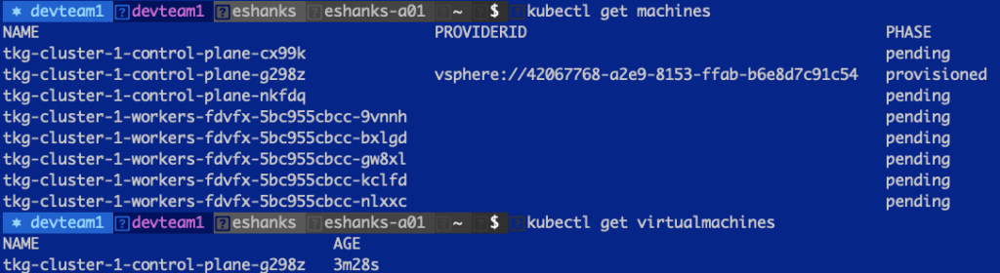 * devteam1 devteam1 eshanks eshanks-a01 ~ $ kubectl get machines
NAME PROVIDERID PHASE
tkg-cluster-1-control-plane-cx99k pending
tkg-cluster-1-control-plane-g298z vsphere://42067768-a2e9-8153-ffab-b6e8d7c91c54 provisioned
tkg-cluster-1-control-plane-nkfdq pending
tkg-cluster-1-workers-fdvfx-5bc955cbcc-9vnnh pending
tkg-cluster-1-workers-fdvfx-5bc955cbcc-bxlgd pending
tkg-cluster-1-workers-fdvfx-5bc955cbcc-gw8xl pending
tkg-cluster-1-workers-fdvfx-5bc955cbcc-kclfd pending
tkg-cluster-1-workers-fdvfx-5bc955cbcc-nlxxc pending
* devteam1 devteam1 eshanks eshanks-a01 ~ $ kubectl get virtualmachines
NAME AGE
tkg-cluster-1-control-plane-g298z 3m28s